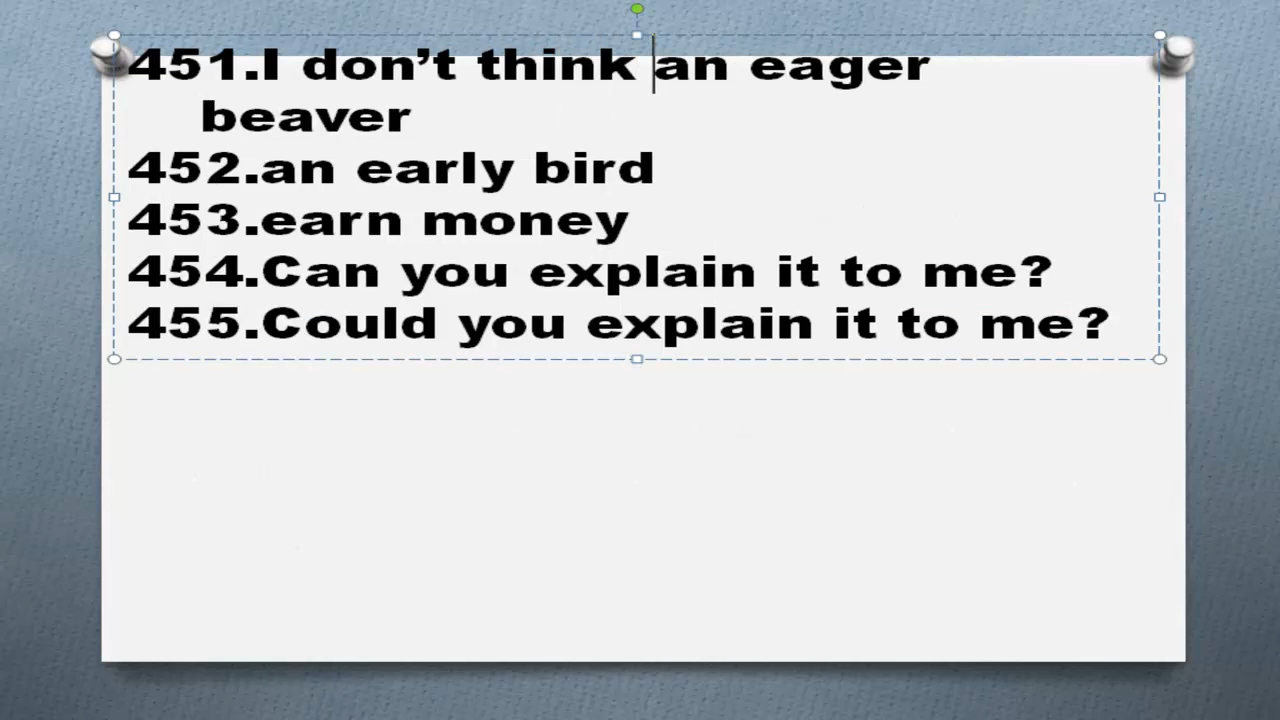 451.I don’t think an eager
beaver
452.an early bird
453.earn money
454.Can you explain it to me?
455.Could you explain it to me?